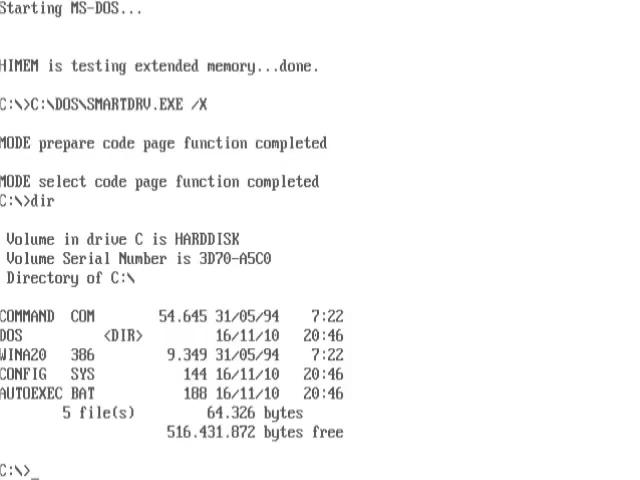 Starting MS-DOS...
HIMEM is testing extended memory...done.
C:\>C:\DOS\SMARTDRV.EXE /X
MODE prepare code page function completed
MODE select code page function completed
C:\>dir
Volume in drive C is HARDDISK
Volume Serial Number is 3D70-A5C0
Directory of C:\
COMMAND  COM        54.645 31/05/94   7:22
DOS          <DIR>         16/11/10  20:46
WINA20   386         9.349 31/05/94   7:22
CONFIG   SYS           144 16/11/10  20:46
AUTOEXEC BAT           188 16/11/10  20:46
5 file(s)         64.326 bytes
516.431.872 bytes free
C:\>_